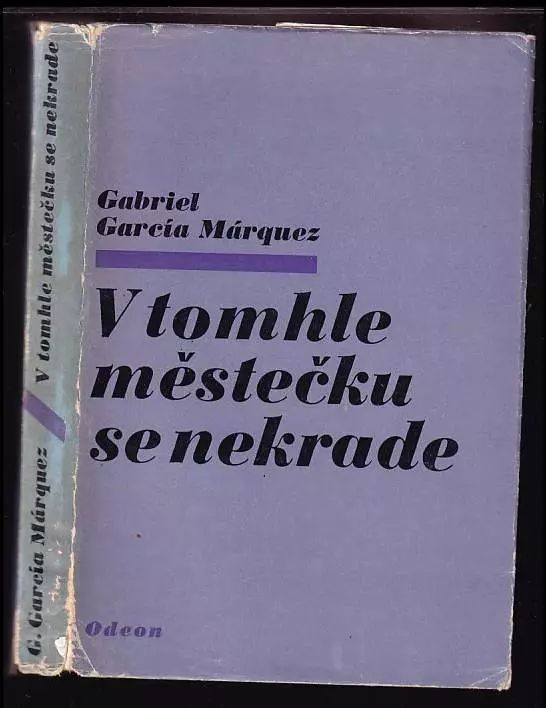 Gabriel
García Márquez
V tomhle
městečku
se nekrade
Odeon
G. García Márquez / V tomhle městečku se nekrade